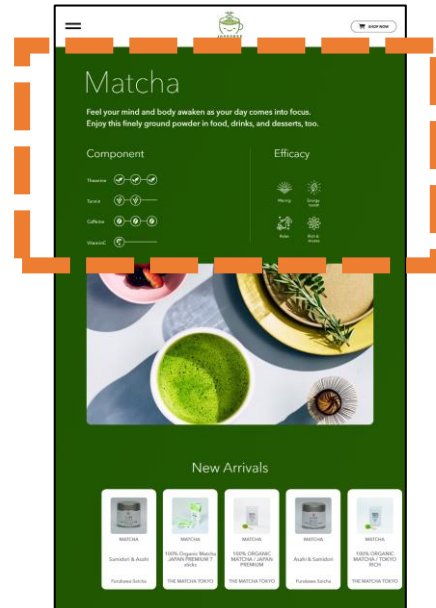 SHOP NOW
Matcha
Feel your mind and body awaken as your day comes into focus.
Enjoy this finely ground powder in food, drinks, and desserts, too.
Component
Efficacy
Theanine
Tannin
Caffeine
VitaminC
Energy
Relax
Rich &
Aroma
New Arrivals
MATCHA
Samidori & Asahi
Furukawa Seicha
MATCHA
100% Organic Matcha
JAPAN PREMIUM 7
sticks
THE MATCHA TOKYO
MATCHA
100% ORGANIC
MATCHA / JAPAN
PREMIUM
THE MATCHA TOKYO
MATCHA
Asahi & Samidori
Furukawa Seicha
MATCHA
100% ORGANIC
MATCHA / TOKYO
RICH
THE MATCHA TOKYO